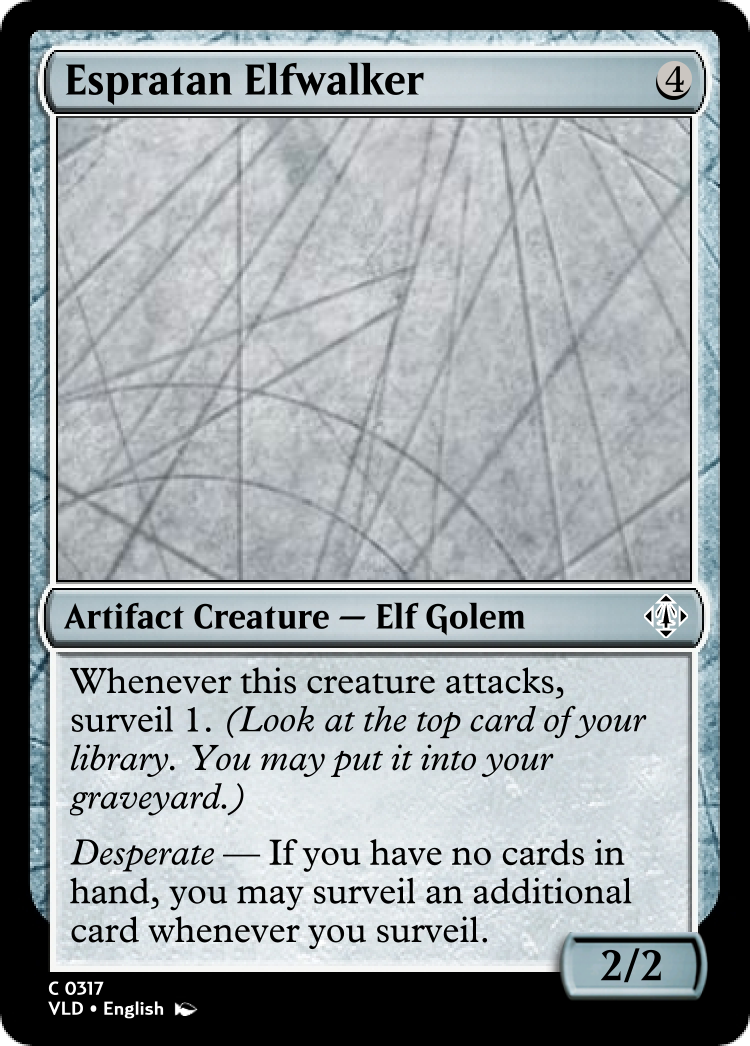 Espratan Elfwalker 4
Artifact Creature — Elf Golem
Whenever this creature attacks,
surveil 1. (Look at the top card of your
library. You may put it into your
graveyard.)
Desperate — If you have no cards in
hand, you may surveil an additional
card whenever you surveil.
2/2
C 0317
VLD • English